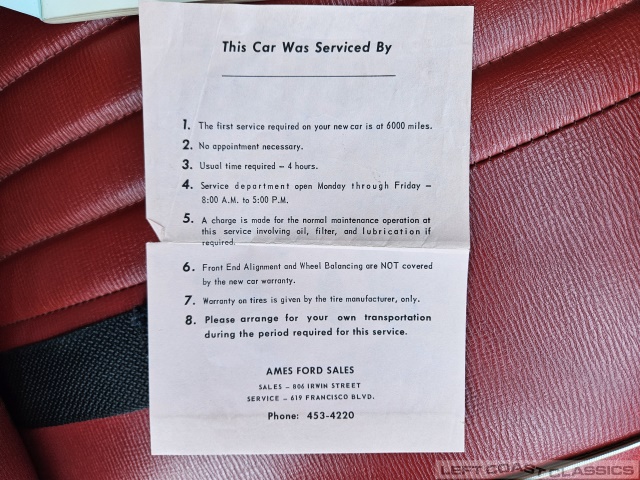 This Car Was Serviced By
1. The first service required on your new car is at 6000 miles.
2. No appointment necessary.
3. Usual time required – 4 hours.
4. Service department open Monday through Friday –
8:00 A.M. to 5:00 P.M.
5. A charge is made for the normal maintenance operation at
this service involving oil, filter, and lubrication if
required.
6. Front End Alignment and Wheel Balancing are NOT covered
by the new car warranty.
7. Warranty on tires is given by the tire manufacturer, only.
8. Please arrange for your own transportation
during the period required for this service.
AMES FORD SALES
SALES – 806 IRWIN STREET
SERVICE – 619 FRANCISCO BLVD.
Phone: 453-4220
LEFT COAST CLASSICS